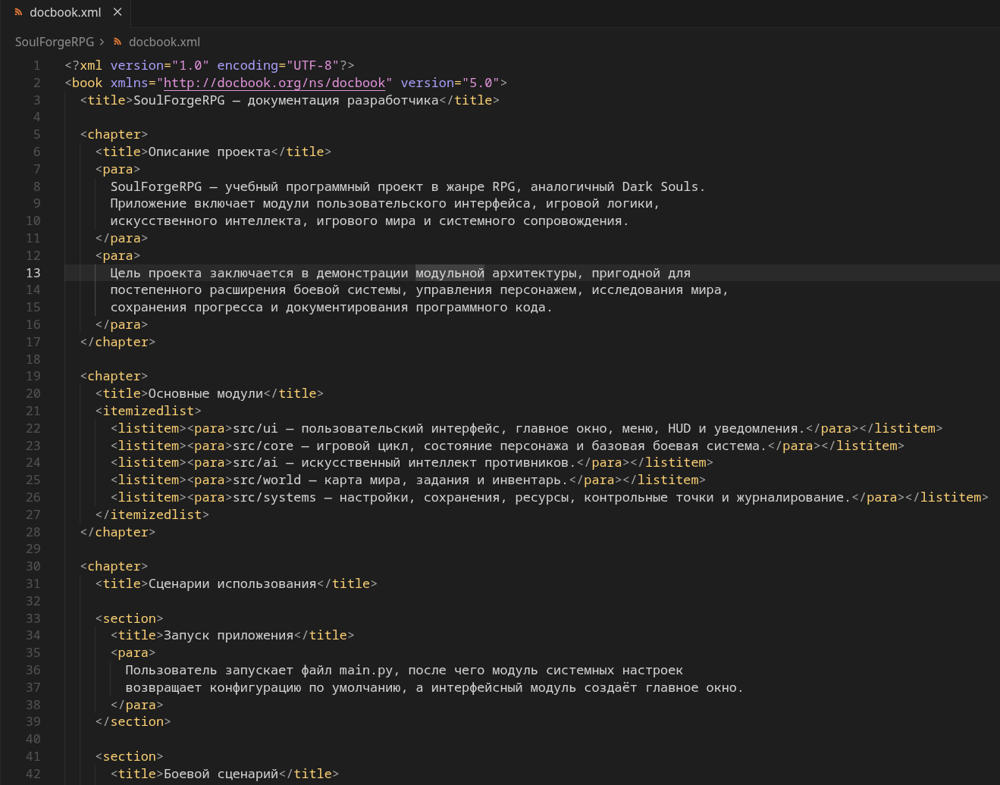 docbook.xml
SoulForgeRPG > docbook.xml
1 <?xml version="1.0" encoding="UTF-8"?>
2 <book xmlns="http://docbook.org/ns/docbook" version="5.0">
3 <title>SoulForgeRPG — документация разработчика</title>
4
5 <chapter>
6 <title>Описание проекта</title>
7 <para>
8 SoulForgeRPG — учебный программный проект в жанре RPG, аналогичный Dark Souls.
9 Приложение включает модули пользовательского интерфейса, игровой логики,
10 искусственного интеллекта, игрового мира и системного сопровождения.
11 </para>
12 <para>
13 Цель проекта заключается в демонстрации модульной архитектуры, пригодной для
14 постепенного расширения боевой системы, управления персонажем, исследования мира,
15 сохранения прогресса и документирования программного кода.
16 </para>
17 </chapter>
18
19 <chapter>
20 <title>Основные модули</title>
21 <itemizedlist>
22 <listitem><para>src/ui — пользовательский интерфейс, главное окно, меню, HUD и уведомления.</para></listitem>
23 <listitem><para>src/core — игровой цикл, состояние персонажа и базовая боевая система.</para></listitem>
24 <listitem><para>src/ai — искусственный интеллект противников.</para></listitem>
25 <listitem><para>src/world — карта мира, задания и инвентарь.</para></listitem>
26 <listitem><para>src/systems — настройки, сохранения, ресурсы, контрольные точки и журналирование.</para></listitem>
27 </itemizedlist>
28 </chapter>
29
30 <chapter>
31 <title>Сценарии использования</title>
32
33 <section>
34 <title>Запуск приложения</title>
35 <para>
36 Пользователь запускает файл main.py, после чего модуль системных настроек
37 возвращает конфигурацию по умолчанию, а интерфейсный модуль создаёт главное окно.
38 </para>
39 </section>
40
41 <section>
42 <title>Боевой сценарий</title>